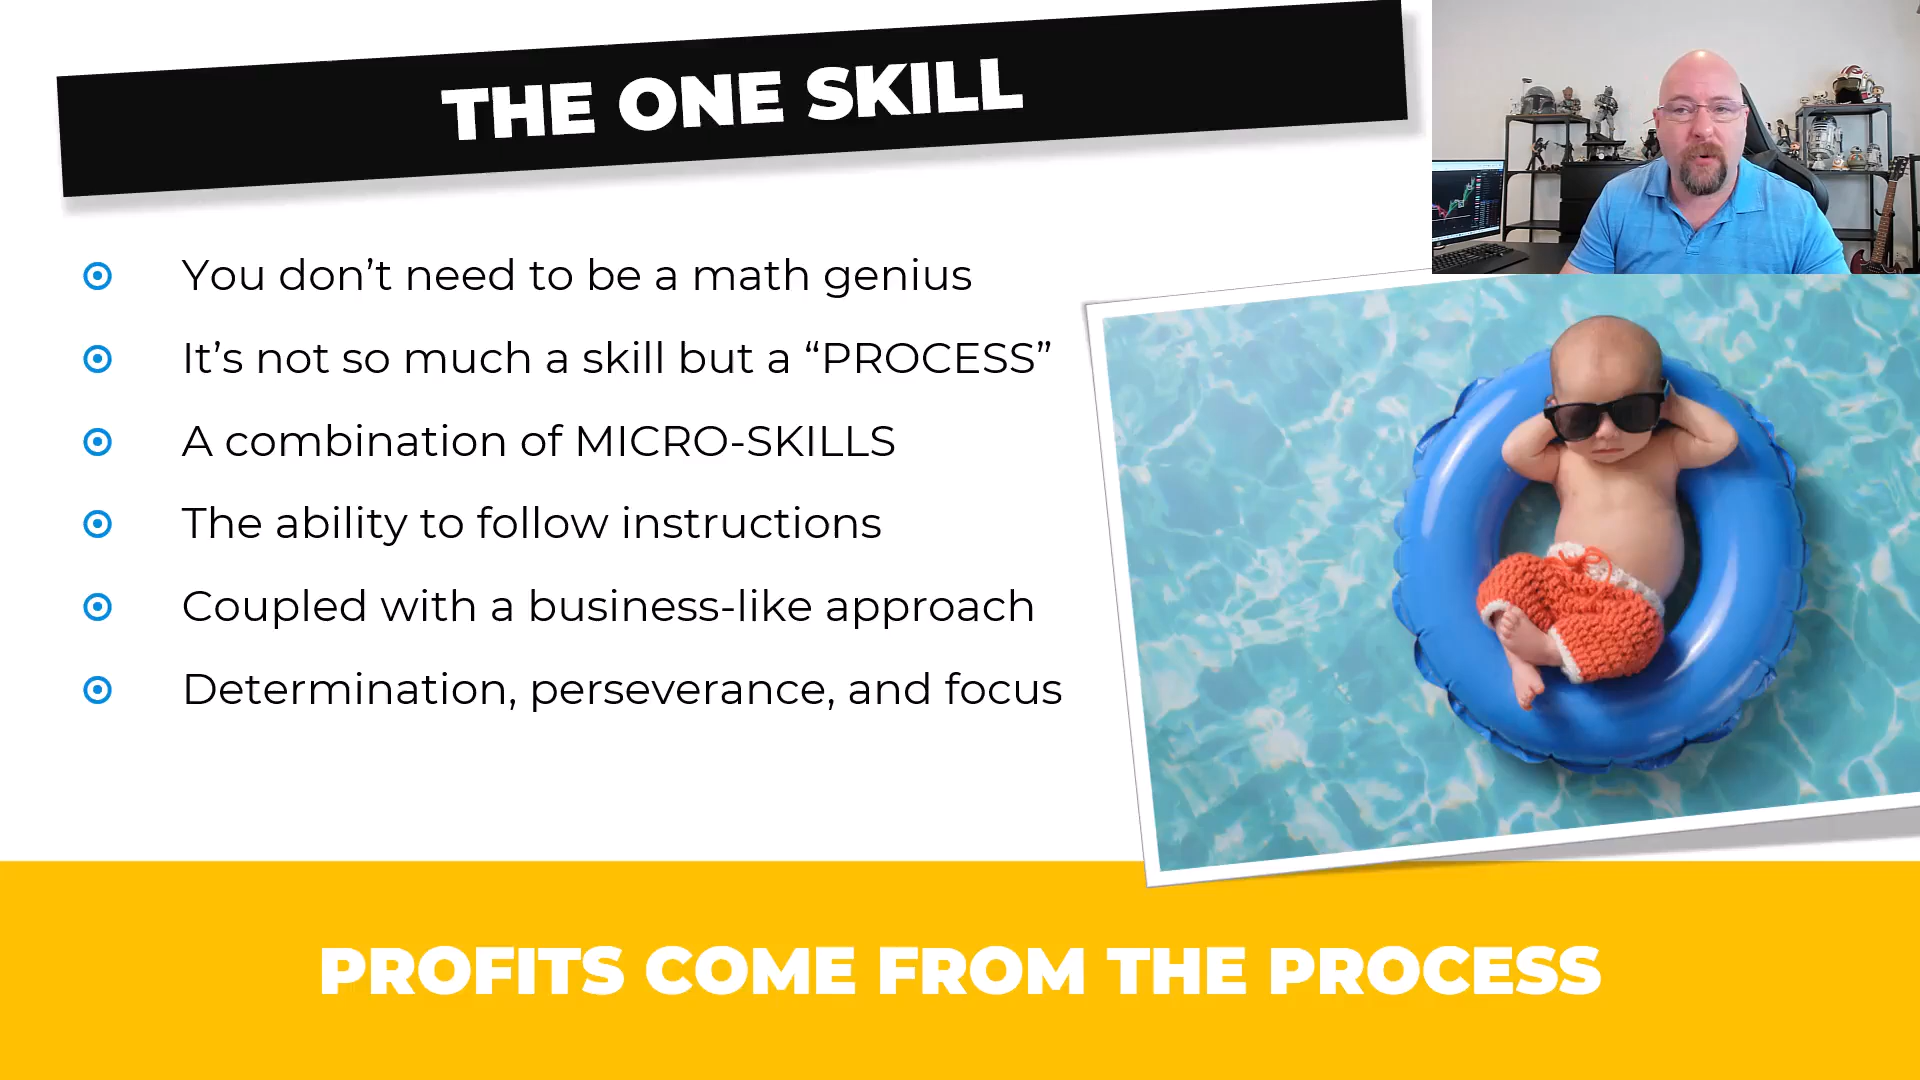 THE ONE SKILL
You don’t need to be a math genius
It’s not so much a skill but a “PROCESS”
A combination of MICRO-SKILLS
The ability to follow instructions
Coupled with a business-like approach
Determination, perseverance, and focus
PROFITS COME FROM THE PROCESS